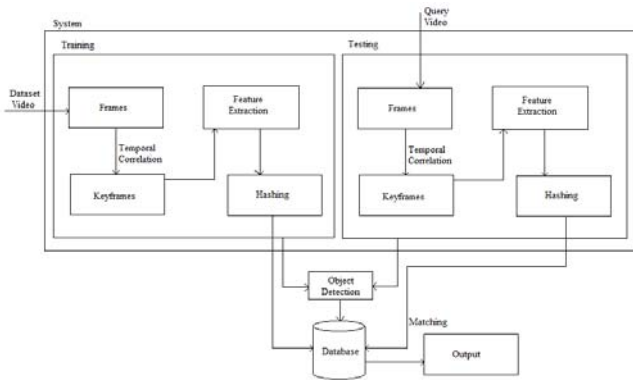 Query
Video
System
Training
Testing
Dataset
Video
Frames
Feature
Extraction
Temporal
Correlation
Keyframes
Hashing
Frames
Feature
Extraction
Temporal
Correlation
Keyframes
Hashing
Object
Detection
Matching
Database
Output